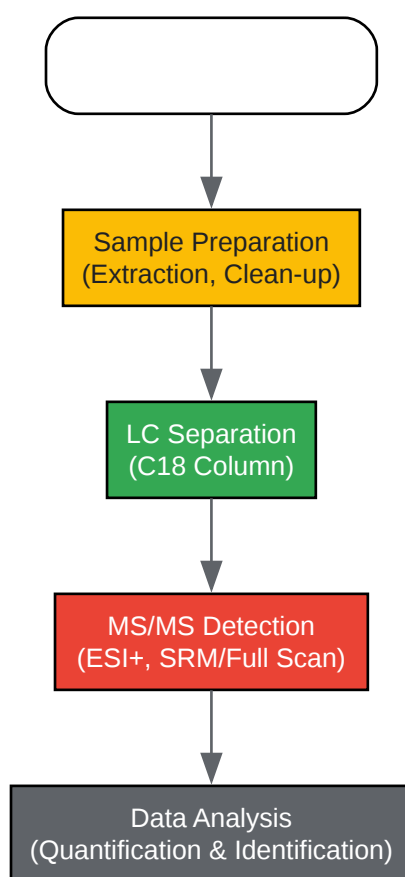 Sample Preparation
(Extraction, Clean-up)
LC Separation
(C18 Column)
MS/MS Detection
(ESI+, SRM/Full Scan)
Data Analysis
(Quantification & Identification)